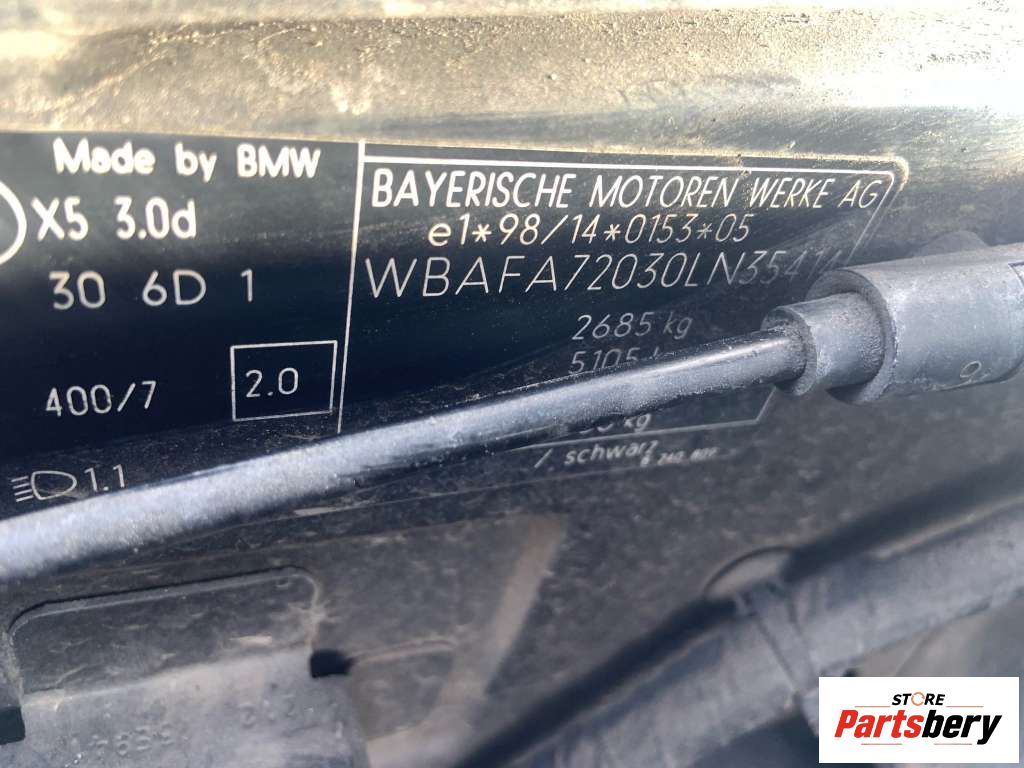 Made by BMW
X5 3.0d
30 6D 1
400/7
2.0
1.1
BAYERISCHE MOTOREN WERKE AG
e1*98/14*0153*05
2685 kg
kg
/. schwarz
STORE
Partsbery